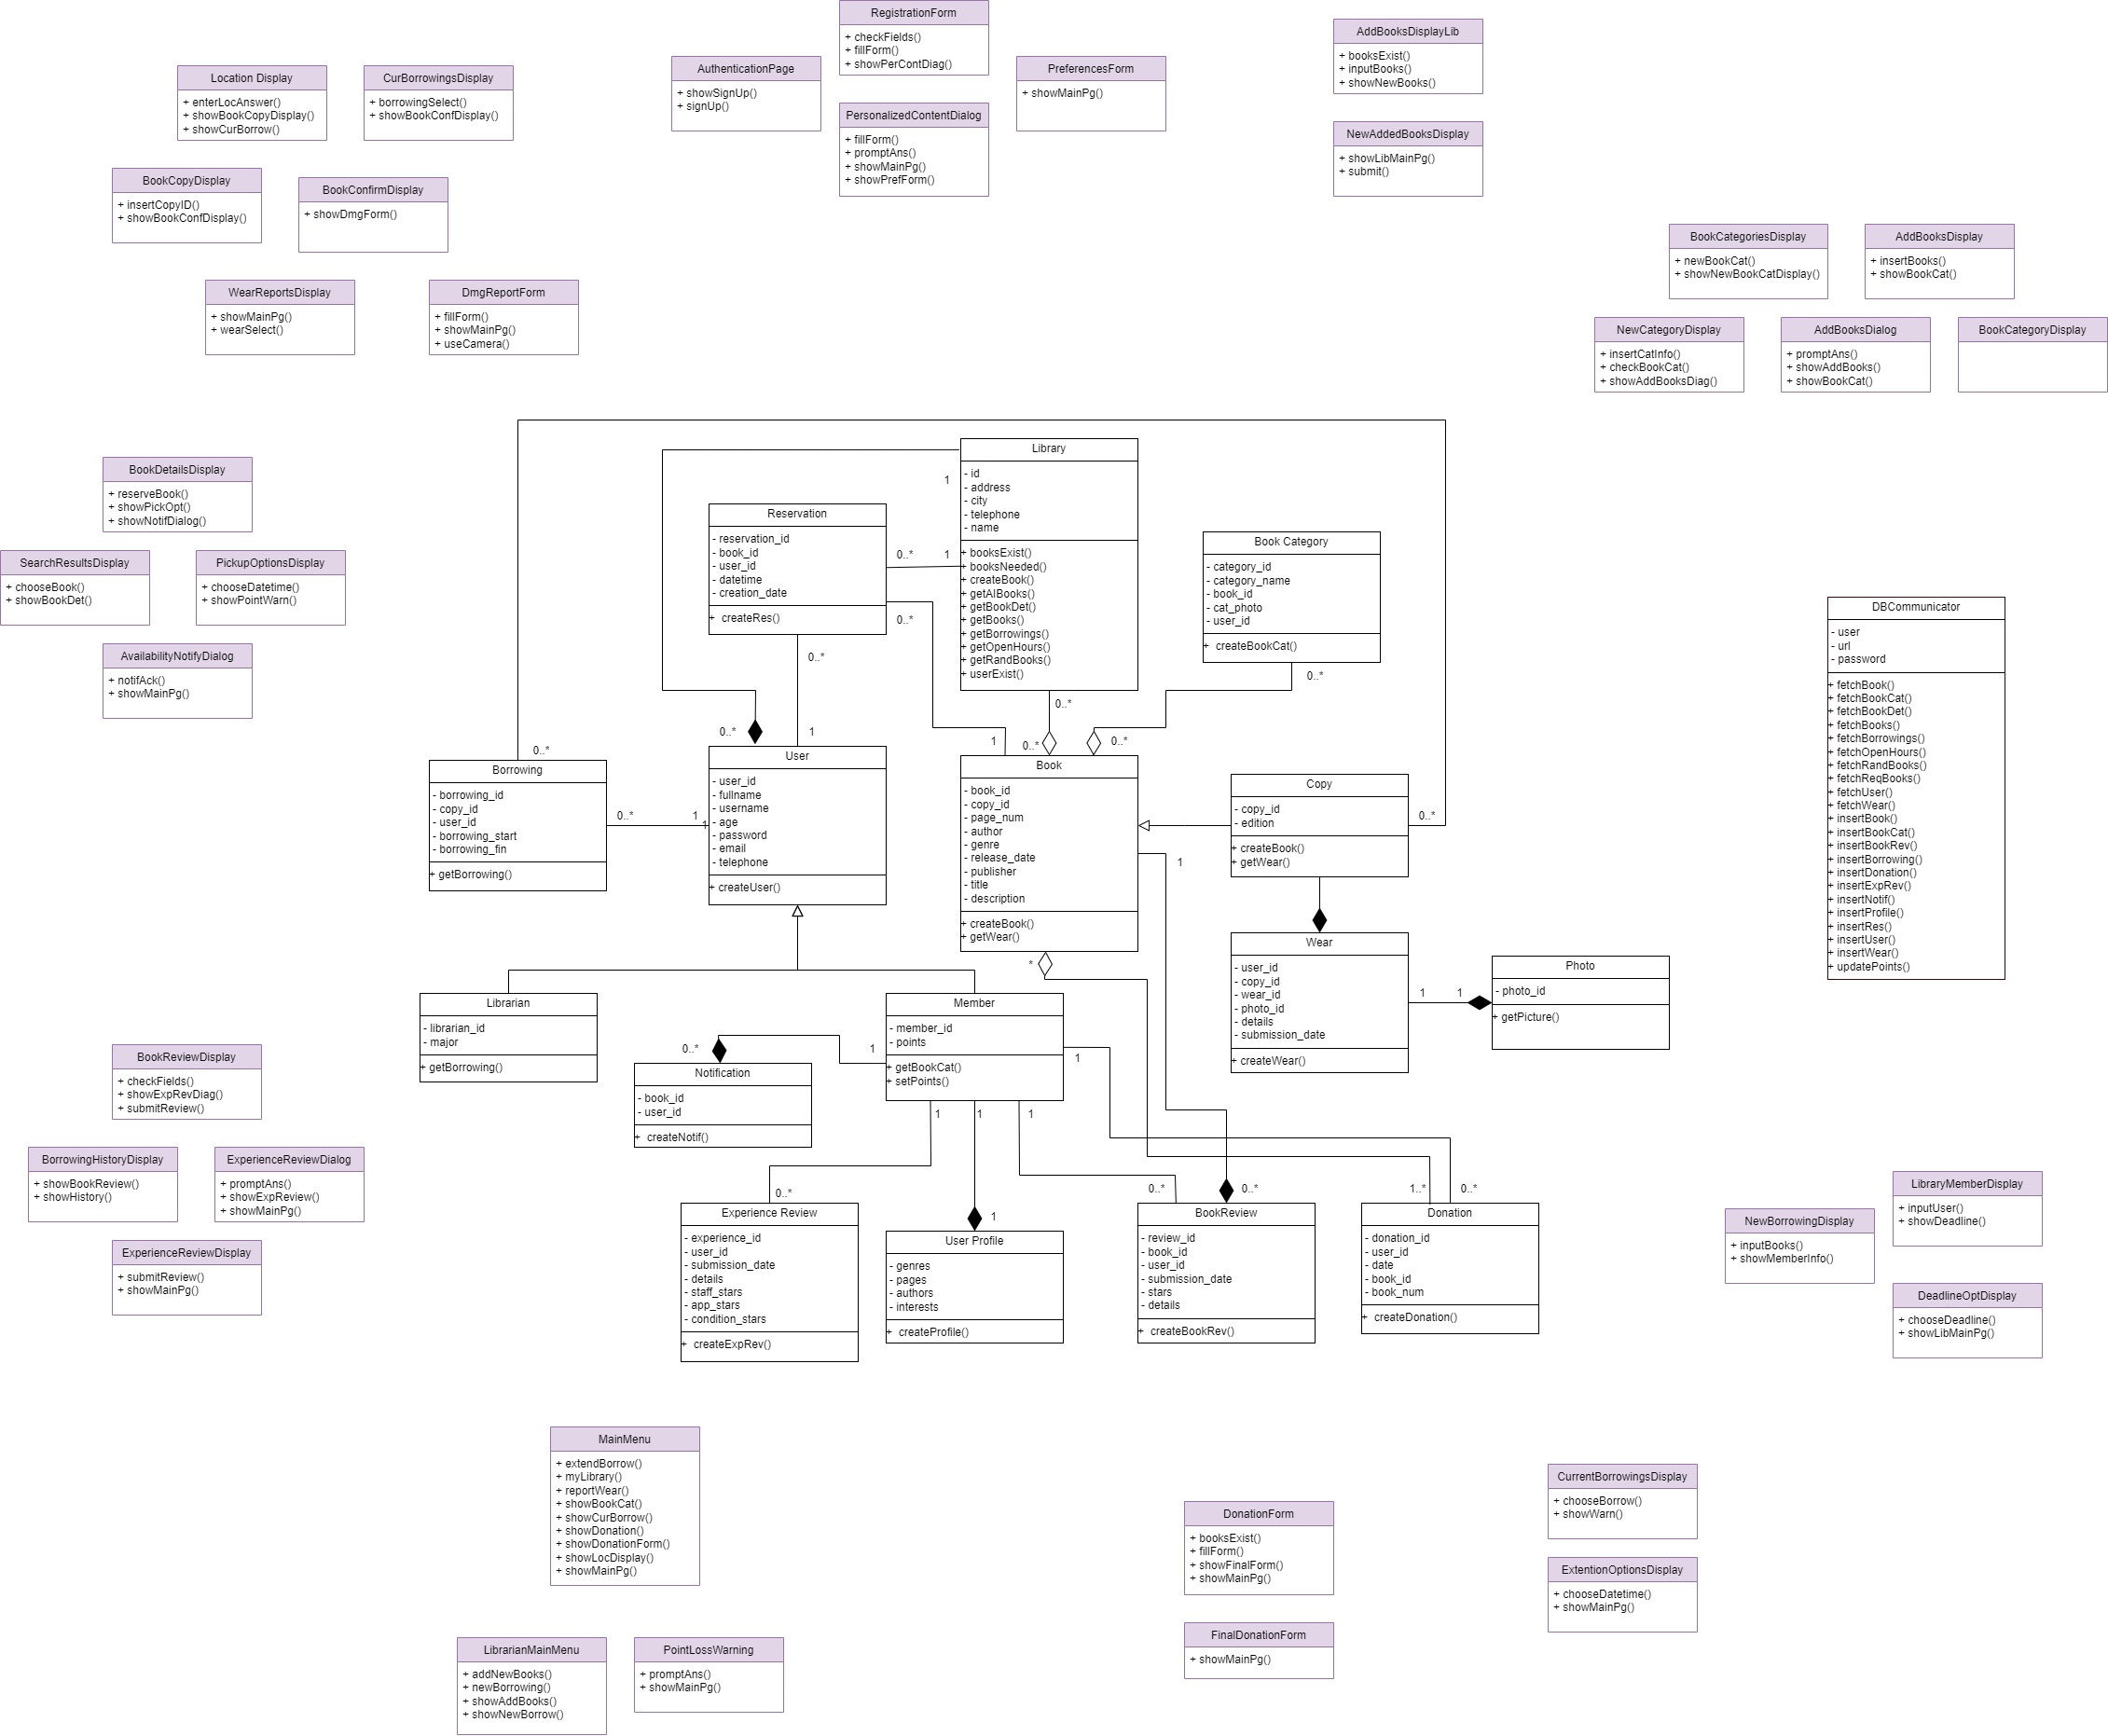 RegistrationForm
+ checkFields()
+ fillForm()
+ showPerContDiag()
AddBooksDisplayLib
+ booksExist()
+ inputBooks()
+ showNewBooks()
Location Display
+ enterLocAnswer()
+ showBookCopyDisplay()
+ showCurBorrow()
CurBorrowingsDisplay
+ borrowingSelect()
+ showBookConfDisplay()
AuthenticationPage
+ showSignUp()
+ signUp()
PreferencesForm
+ showMainPg()
PersonalizedContentDialog
+ fillForm()
+ promptAns()
+ showMainPg()
+ showPrefForm()
NewAddedBooksDisplay
+ showLibMainPg()
+ submit()
BookCopyDisplay
+ insertCopyID()
+ showBookConfDisplay()
BookConfirmDisplay
+ showDmgForm()
BookCategoriesDisplay
+ newBookCat()
+ showNewBookCatDisplay()
AddBooksDisplay
+ insertBooks()
+ showBookCat()
WearReportsDisplay
+ showMainPg()
+ wearSelect()
DmgReportForm
+ fillForm()
+ showMainPg()
+ useCamera()
NewCategoryDisplay
+ insertCatInfo()
+ checkBookCat()
+ showAddBooksDiag()
AddBooksDialog
+ promptAns()
+ showAddBooks()
+ showBookCat()
BookCategoryDisplay
BookDetailsDisplay
+ reserveBook()
+ showPickOpt()
+ showNotifDialog()
SearchResultsDisplay
+ chooseBook()
+ showBookDet()
PickupOptionsDisplay
+ chooseDatetime()
+ showPointWarn()
AvailabilityNotifyDialog
+ notifAck()
+ showMainPg()
Library
- id
- address
- city
- telephone
- name
+ booksExist()
+ booksNeeded()
+ createBook()
+ getAIBooks()
+ getBookDet()
+ getBooks()
+ getBorrowings()
+ getOpenHours()
+ getRandBooks()
+ userExist()
1
0..*
1
0..*
Reservation
- reservation_id
- book_id
- user_id
- datetime
- creation_date
+ createRes()
0..*
Book Category
- category_id
- category_name
- book_id
- cat_photo
- user_id
+ createBookCat()
0..*
0..*
DBCommunicator
- user
- url
- password
+ fetchBook()
+ fetchBookCat()
+ fetchBookDet()
+ fetchBooks()
+ fetchBorrowings()
+ fetchOpenHours()
+ fetchRandBooks()
+ fetchReqBooks()
+ fetchUser()
+ fetchWear()
+ insertBook()
+ insertBookCat()
+ insertBookRev()
+ insertBorrowing()
+ insertDonation()
+ insertExpRev()
+ insertNotif()
+ insertProfile()
+ insertRes()
+ insertUser()
+ insertWear()
+ updatePoints()
0..*
1
1
0..*
0..*
0..*
Borrowing
- borrowing_id
- copy_id
- user_id
- borrowing_start
- borrowing_fin
+ getBorrowing()
0..*
1
1
User
- user_id
- fullname
- username
- age
- password
- email
- telephone
+ createUser()
Book
- book_id
- copy_id
- page_num
- author
- genre
- release_date
- publisher
- title
- description
+ createBook()
+ getWear()
*
1
Copy
- copy_id
- edition
+ createBook()
+ getWear()
0..*
Wear
- user_id
- copy_id
- wear_id
- photo_id
- details
- submission_date
+ createWear()
1
1
Photo
- photo_id
+ getPicture()
Librarian
- librarian_id
- major
+ getBorrowing()
Member
- member_id
- points
+ getBookCat()
+ setPoints()
0..*
1
1
Notification
- book_id
- user_id
+ createNotif()
1
1
1
0..*
1
0..*
0..*
1..*
0..*
Experience Review
- experience_id
- user_id
- submission_date
- details
- staff_stars
- app_stars
- condition_stars
+ createExpRev()
User Profile
- genres
- pages
- authors
- interests
+ createProfile()
BookReview
- review_id
- book_id
- user_id
- submission_date
- stars
- details
+ createBookRev()
Donation
- donation_id
- user_id
- date
- book_id
- book_num
+ createDonation()
BookReviewDisplay
+ checkFields()
+ showExpRevDiag()
+ submitReview()
BorrowingHistoryDisplay
+ showBookReview()
+ showHistory()
ExperienceReviewDialog
+ promptAns()
+ showExpReview()
+ showMainPg()
ExperienceReviewDisplay
+ submitReview()
+ showMainPg()
LibraryMemberDisplay
+ inputUser()
+ showDeadline()
NewBorrowingDisplay
+ inputBooks()
+ showMemberInfo()
DeadlineOptDisplay
+ chooseDeadline()
+ showLibMainPg()
MainMenu
+ extendBorrow()
+ myLibrary()
+ reportWear()
+ showBookCat()
+ showCurBorrow()
+ showDonation()
+ showDonationForm()
+ showLocDisplay()
+ showMainPg()
CurrentBorrowingsDisplay
+ chooseBorrow()
+ showWarn()
DonationForm
+ booksExist()
+ fillForm()
+ showFinalForm()
+ showMainPg()
ExtentionOptionsDisplay
+ chooseDatetime()
+ showMainPg()
FinalDonationForm
+ showMainPg()
LibrarianMainMenu
+ addNewBooks()
+ newBorrowing()
+ showAddBooks()
+ showNewBorrow()
PointLossWarning
+ promptAns()
+ showMainPg()